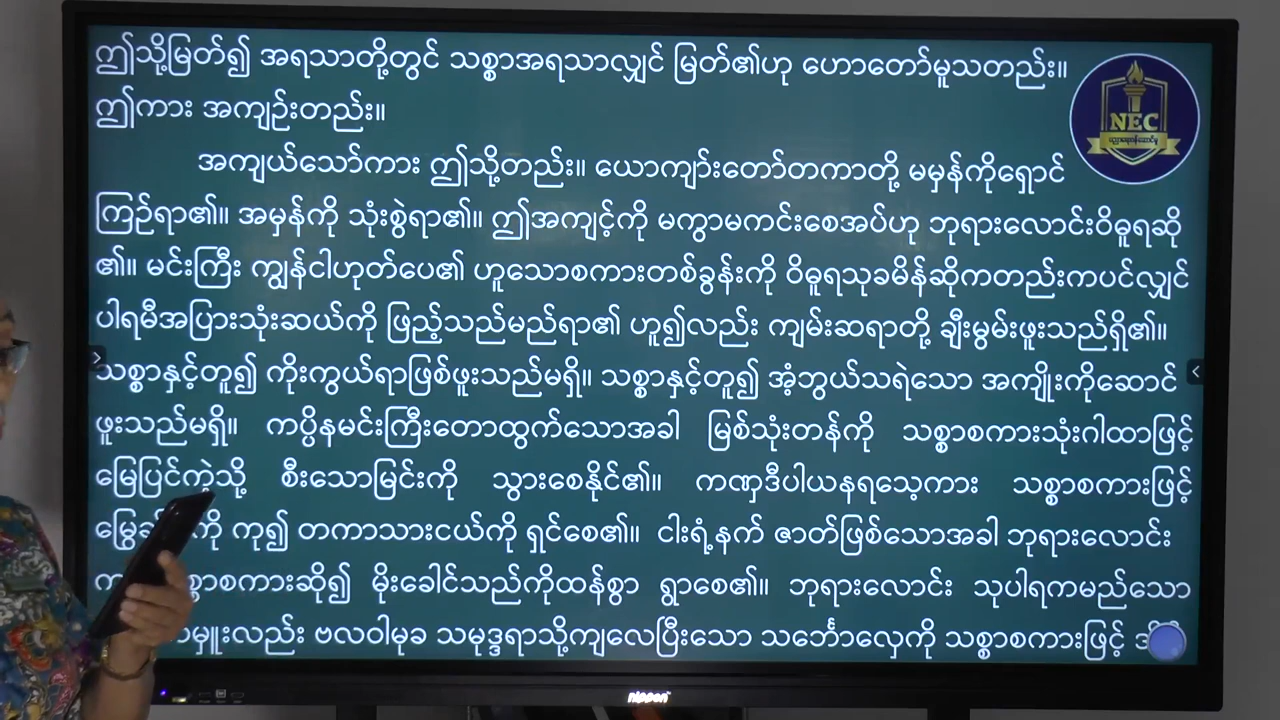 ဤသို့မြတ်၍ အရသာတို့တွင် သစ္စာအရသာလျှင် မြတ်၏ဟု ဟောတော်မူသတည်း။
ဤကား အကျဉ်းတည်း။
NEC
အကျယ်သော်ကား ဤသို့တည်း။ ယောကျာ်းတော်တကာတို့ မမှန်ကိုရှောင်
ကြဉ်ရာ၏။ အမှန်ကို သုံးစွဲရာ၏။ ဤအကျင့်ကို မကွာမကင်းစေအပ်ဟု ဘုရားလောင်းဝိဓူရဆို
၏။ မင်းကြီး ကျွန်ငါဟုတ်ပေ၏ ဟူသောစကားတစ်ခွန်းကို ဝိဓူရသုခမိန်ဆိုကတည်းကပင်လျှင်
ပါရမီအပြားသုံးဆယ်ကို ဖြည့်သည်မည်ရာ၏ ဟူ၍လည်း ကျမ်းဆရာတို့ ချီးမွမ်းဖူးသည်ရှိ၏။
သစ္စာနှင့်တူ၍ ကိုးကွယ်ရာဖြစ်ဖူးသည်မရှိ။ သစ္စာနှင့်တူ၍ အံ့ဘွယ်သရဲသော အကျိုးကိုဆောင်
ဖူးသည်မရှိ။ ကပ္ပိနမင်းကြီးတောထွက်သောအခါ မြစ်သုံးတန်ကို သစ္စာစကားသုံးဂါထာဖြင့်
မြေပြင်ကဲ့သို့ စီးသောမြင်းကို သွားစေနိုင်၏။ ကဏှဒီပါယနရသေ့ကား သစ္စာစကားဖြင့်
ကို ကု၍ တကာသားငယ်ကို ရှင်စေ၏။ ငါးရံ့နက် ဇာတ်ဖြစ်သောအခါ ဘုရားလောင်း
စကားဆို၍ မိုးခေါင်သည်ကိုထန်စွာ ရွာစေ၏။ ဘုရားလောင်း သုပါရကမည်သော
လည်း ဗလဝါမုခ သမုဒ္ဒရာသို့ကျလေပြီးသော သင်္ဘောလှေကို သစ္စာစကားဖြင့်
nippon